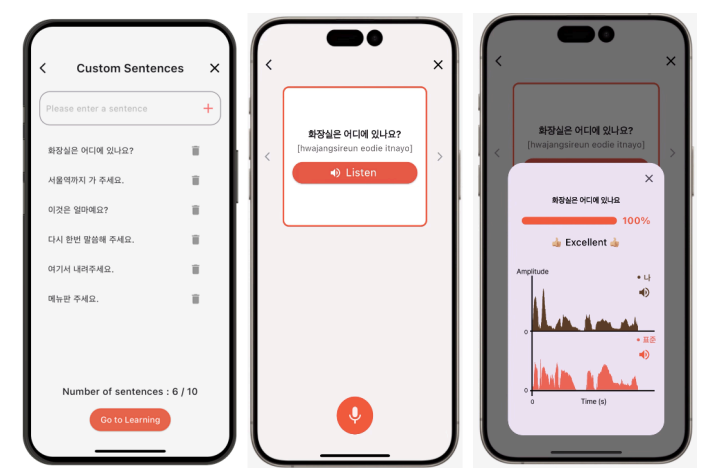 Custom Sentences
Please enter a sentence
화장실은 어디에 있나요?
서울역까지 가 주세요.
이것은 얼마예요?
다시 한번 말씀해 주세요.
여기서 내려주세요.
메뉴판 주세요.
Number of sentences : 6 / 10
Go to Learning
화장실은 어디에 있나요?
[hwajangsireun eodie itnayo]
Listen
화장실은 어디에 있나요?
[hwajangsireun eodie itnayo]
화장실은 어디에 있나요
100%
Excellent
Amplitude
나
0
표준
0
0
Time (s)